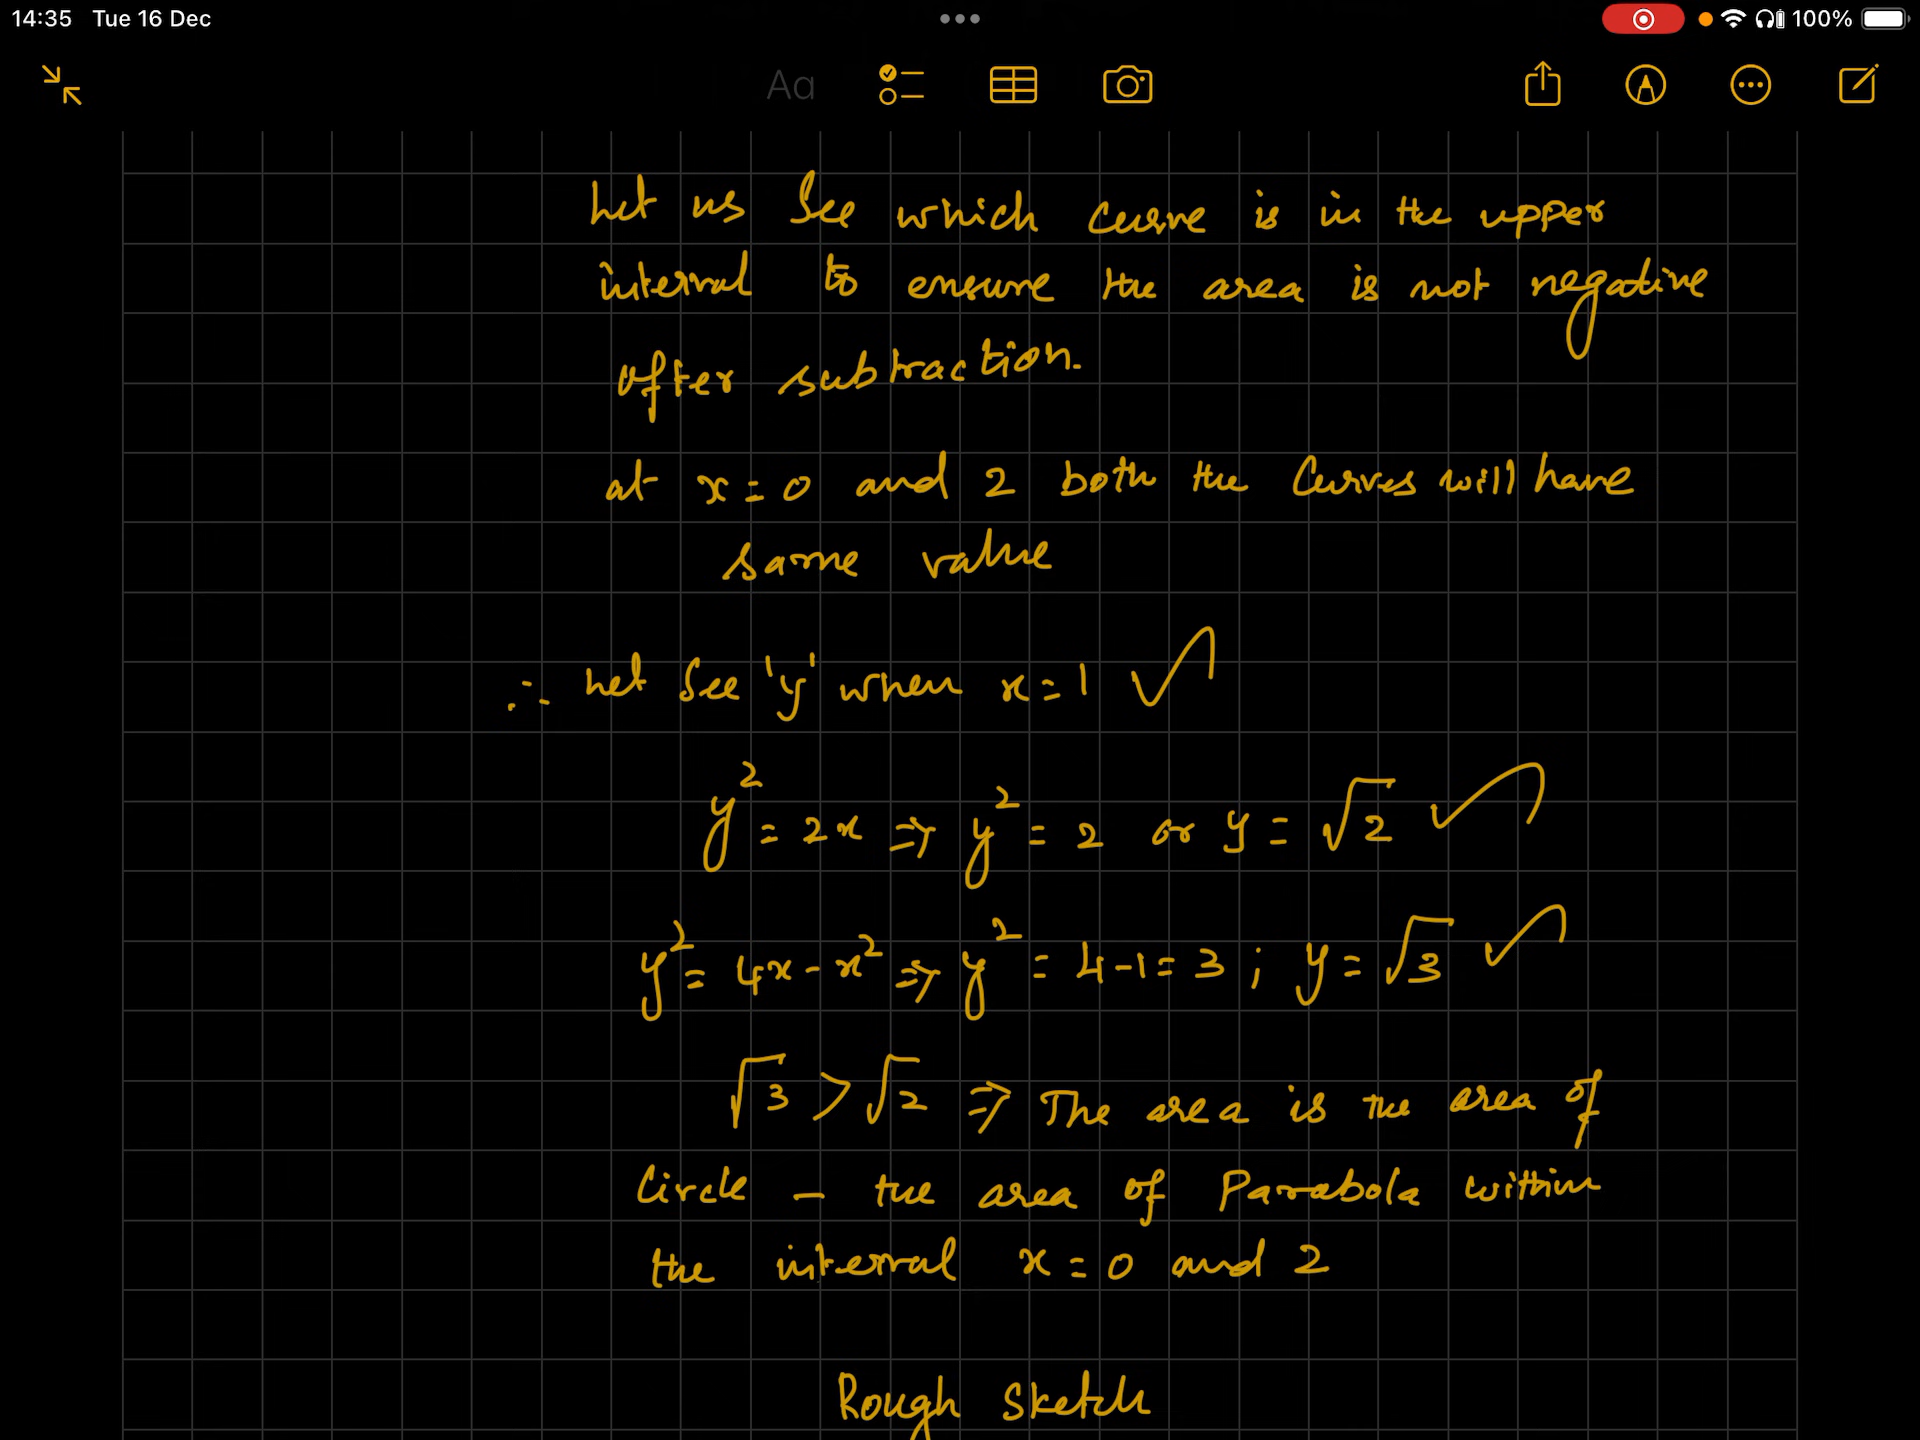 14:35 Tue 16 Dec
100%
Aa
Let us See which curve is in the upper
interval to ensure the area is not negative
after subtraction.
at x = 0 and 2 both the Curves will have
same value
∴ Let See 'y' when x = 1 ✓
y² = 2x ⇒ y² = 2 or y = √2 ✓
y² = 4x - x² ⇒ y² = 4-1 = 3 ; y = √3 ✓
√3 > √2 ⇒ The area is the area of
Circle - the area of Parabola within
the interval x = 0 and 2
Rough Sketch